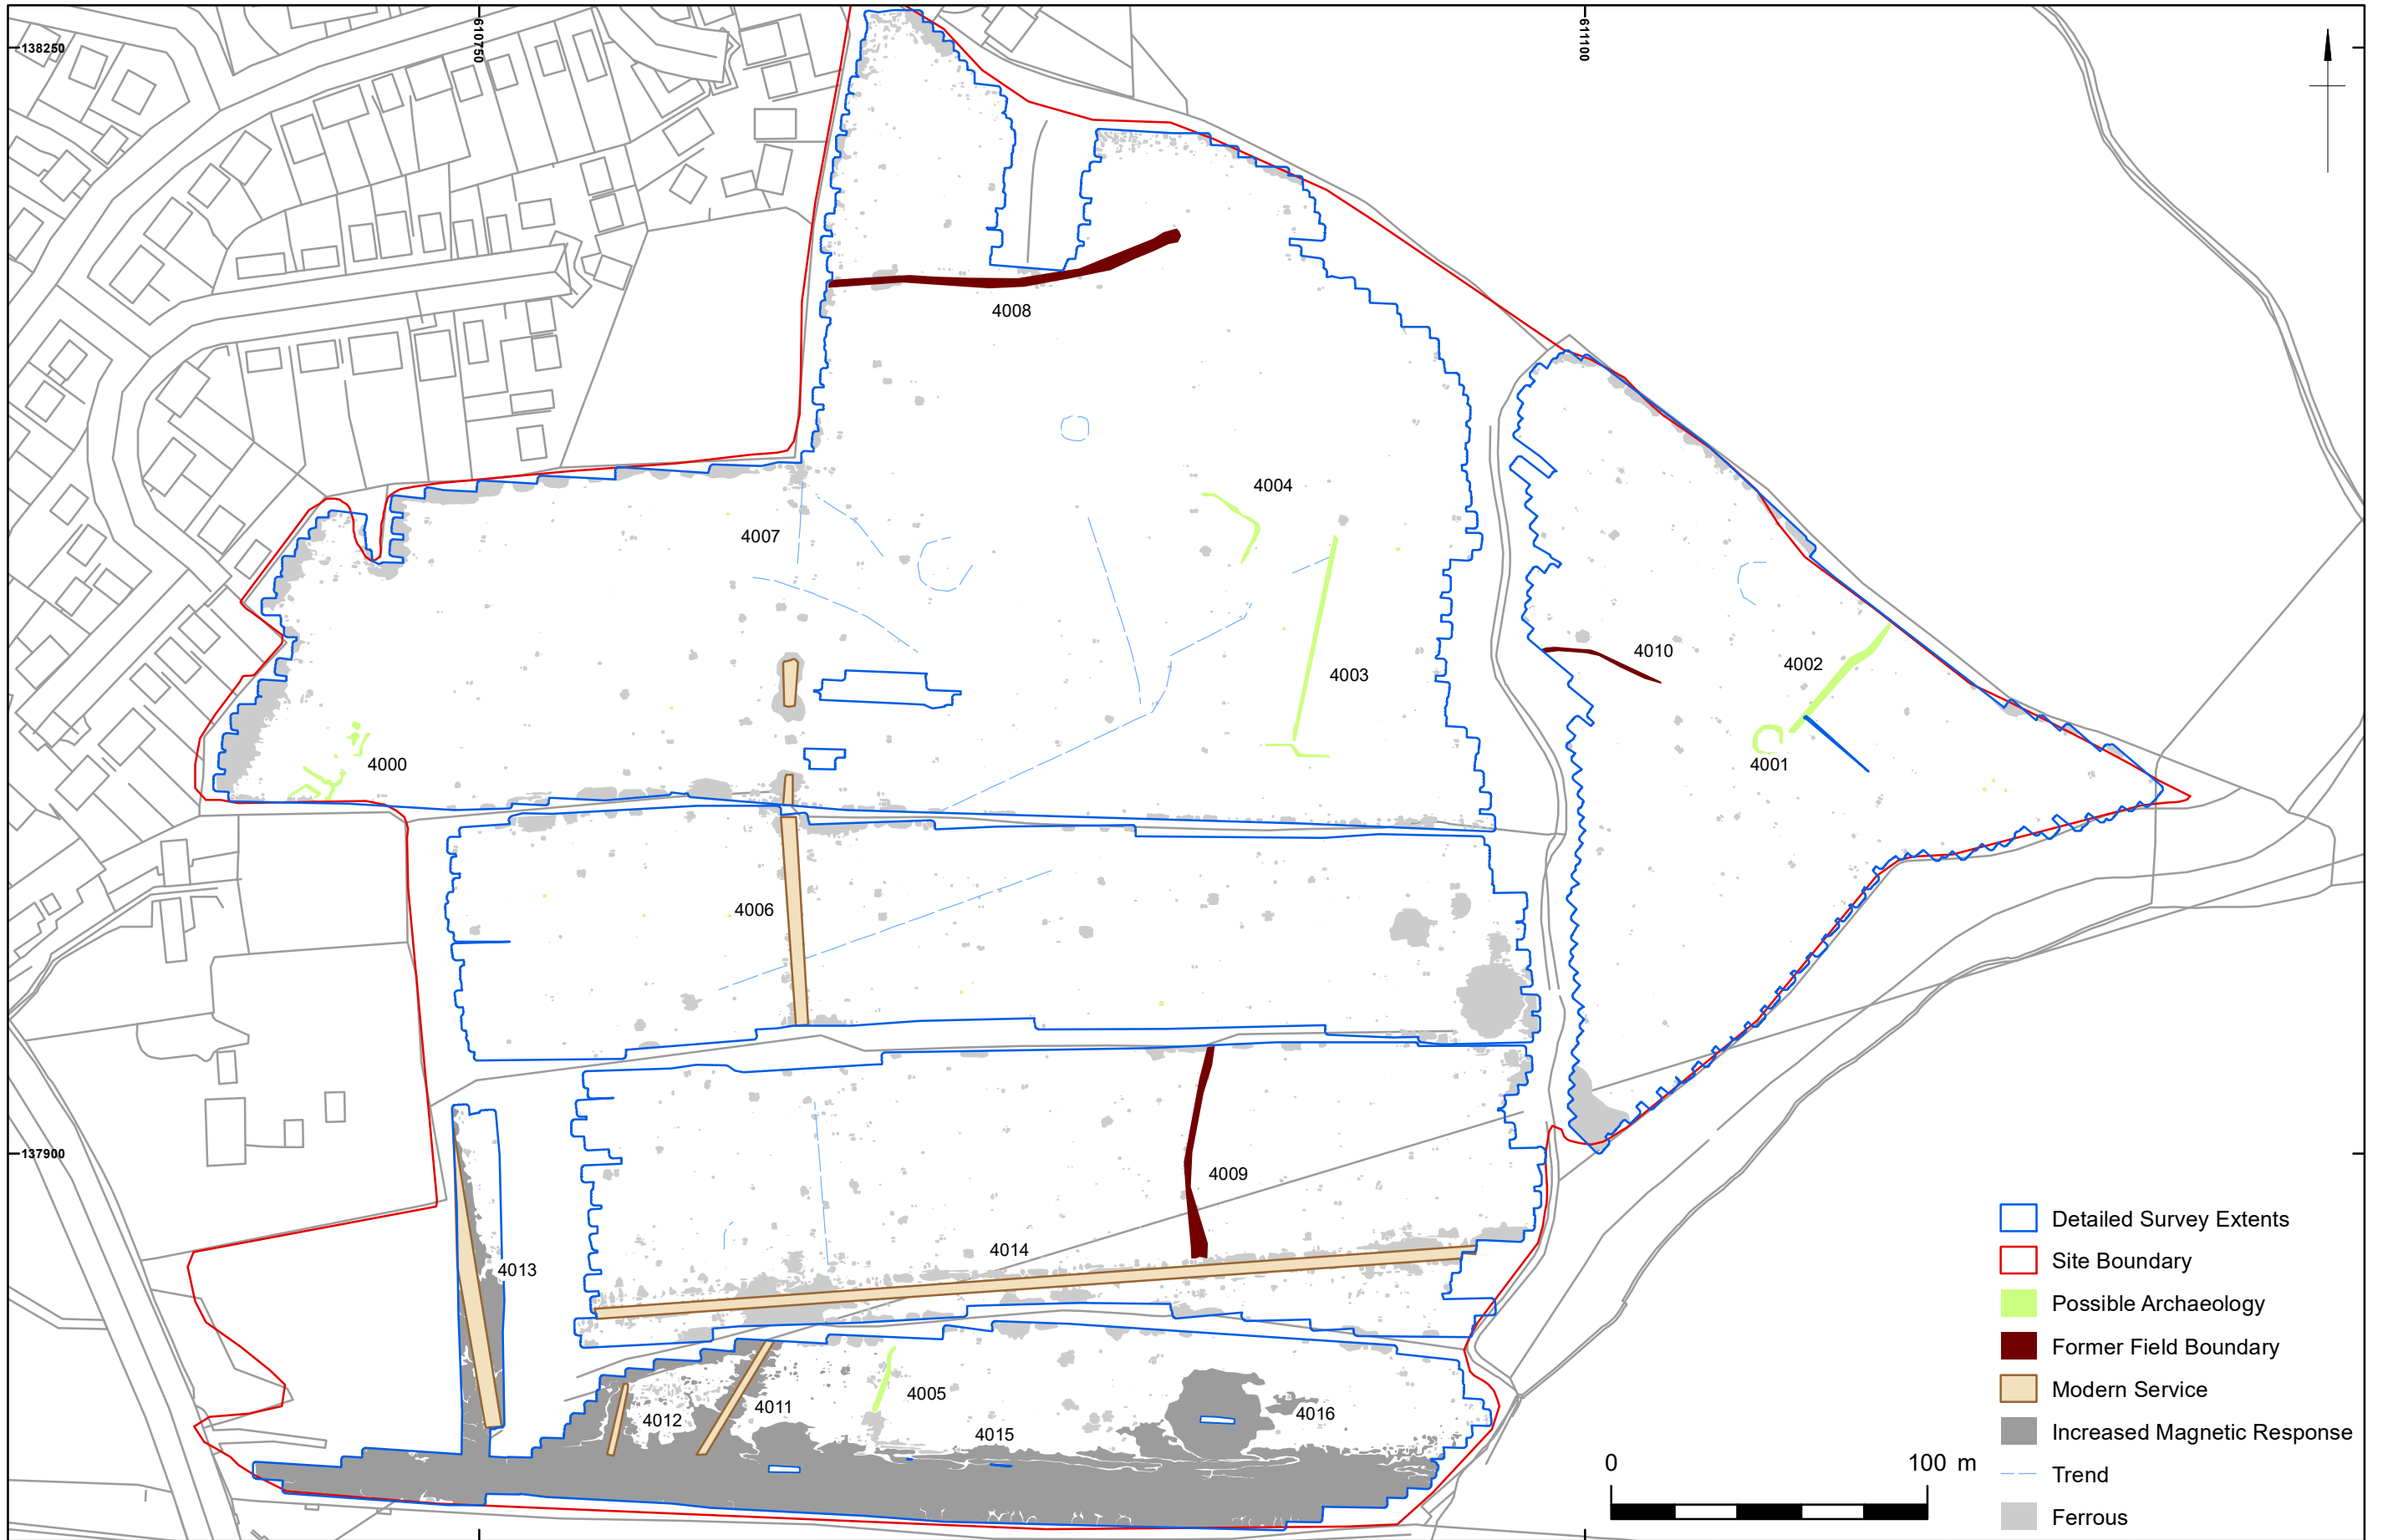 138250
610750
611100
4008
4004
4007
4003
4010
4002
4001
4000
4006
137900
4009
4014
4013
4005
4011
4012
4016
4015
Detailed Survey Extents
Site Boundary
Possible Archaeology
Former Field Boundary
Modern Service
Increased Magnetic Response
Trend
Ferrous
0 100 m